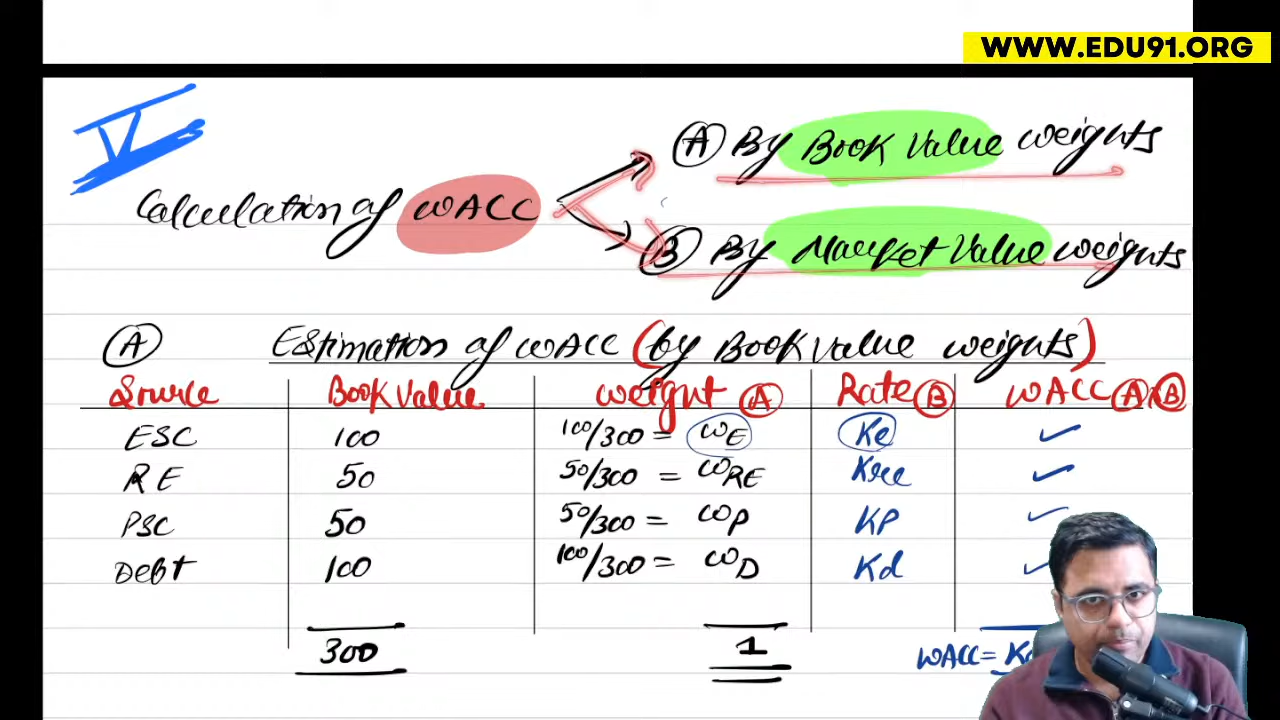 WWW.EDU91.ORG
V
Calculation of WACC
(A) By Book Value weights
(B) By Market Value weights
(A) Estimation of WACC (by Book Value weights)
Source Book Value weight (A) Rate (B) WACC (A)x(B)
ESC 100 100/300 = WE Ke
RE 50 50/300 = WRE Kre
PSC 50 50/300 = WP KP
Debt 100 100/300 = WD Kd
300 1 WACC =